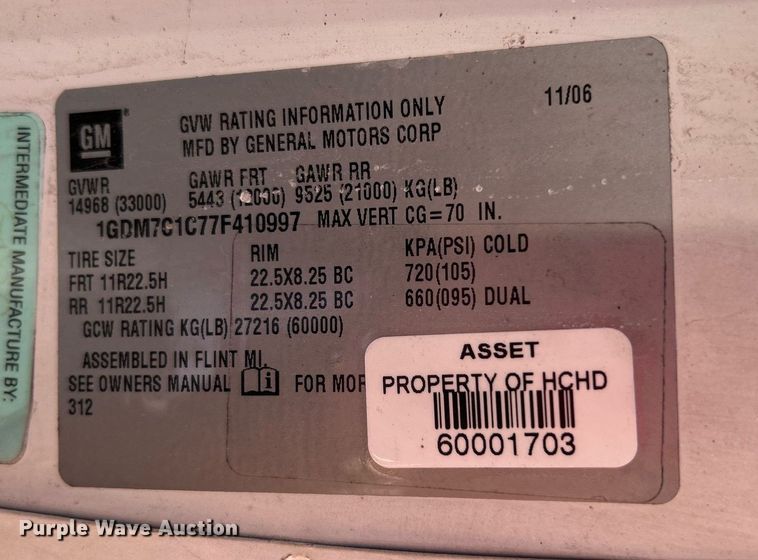 INTERMEDIATE MANUFACTURE BY:
GM
GVW RATING INFORMATION ONLY 11/06
MFD BY GENERAL MOTORS CORP
GVWR GAWR FRT GAWR RR
14968 (33000) 5443 (12000) 9525 (21000) KG(LB)
1GDM7C1C77F410997 MAX VERT CG=70 IN.
TIRE SIZE RIM KPA(PSI) COLD
FRT 11R22.5H 22.5X8.25 BC 720(105)
RR 11R22.5H 22.5X8.25 BC 660(095) DUAL
GCW RATING KG(LB) 27216 (60000)
ASSEMBLED IN FLINT MI.
SEE OWNERS MANUAL i FOR MOR
312
ASSET
PROPERTY OF HCHD
60001703
Purple Wave Auction